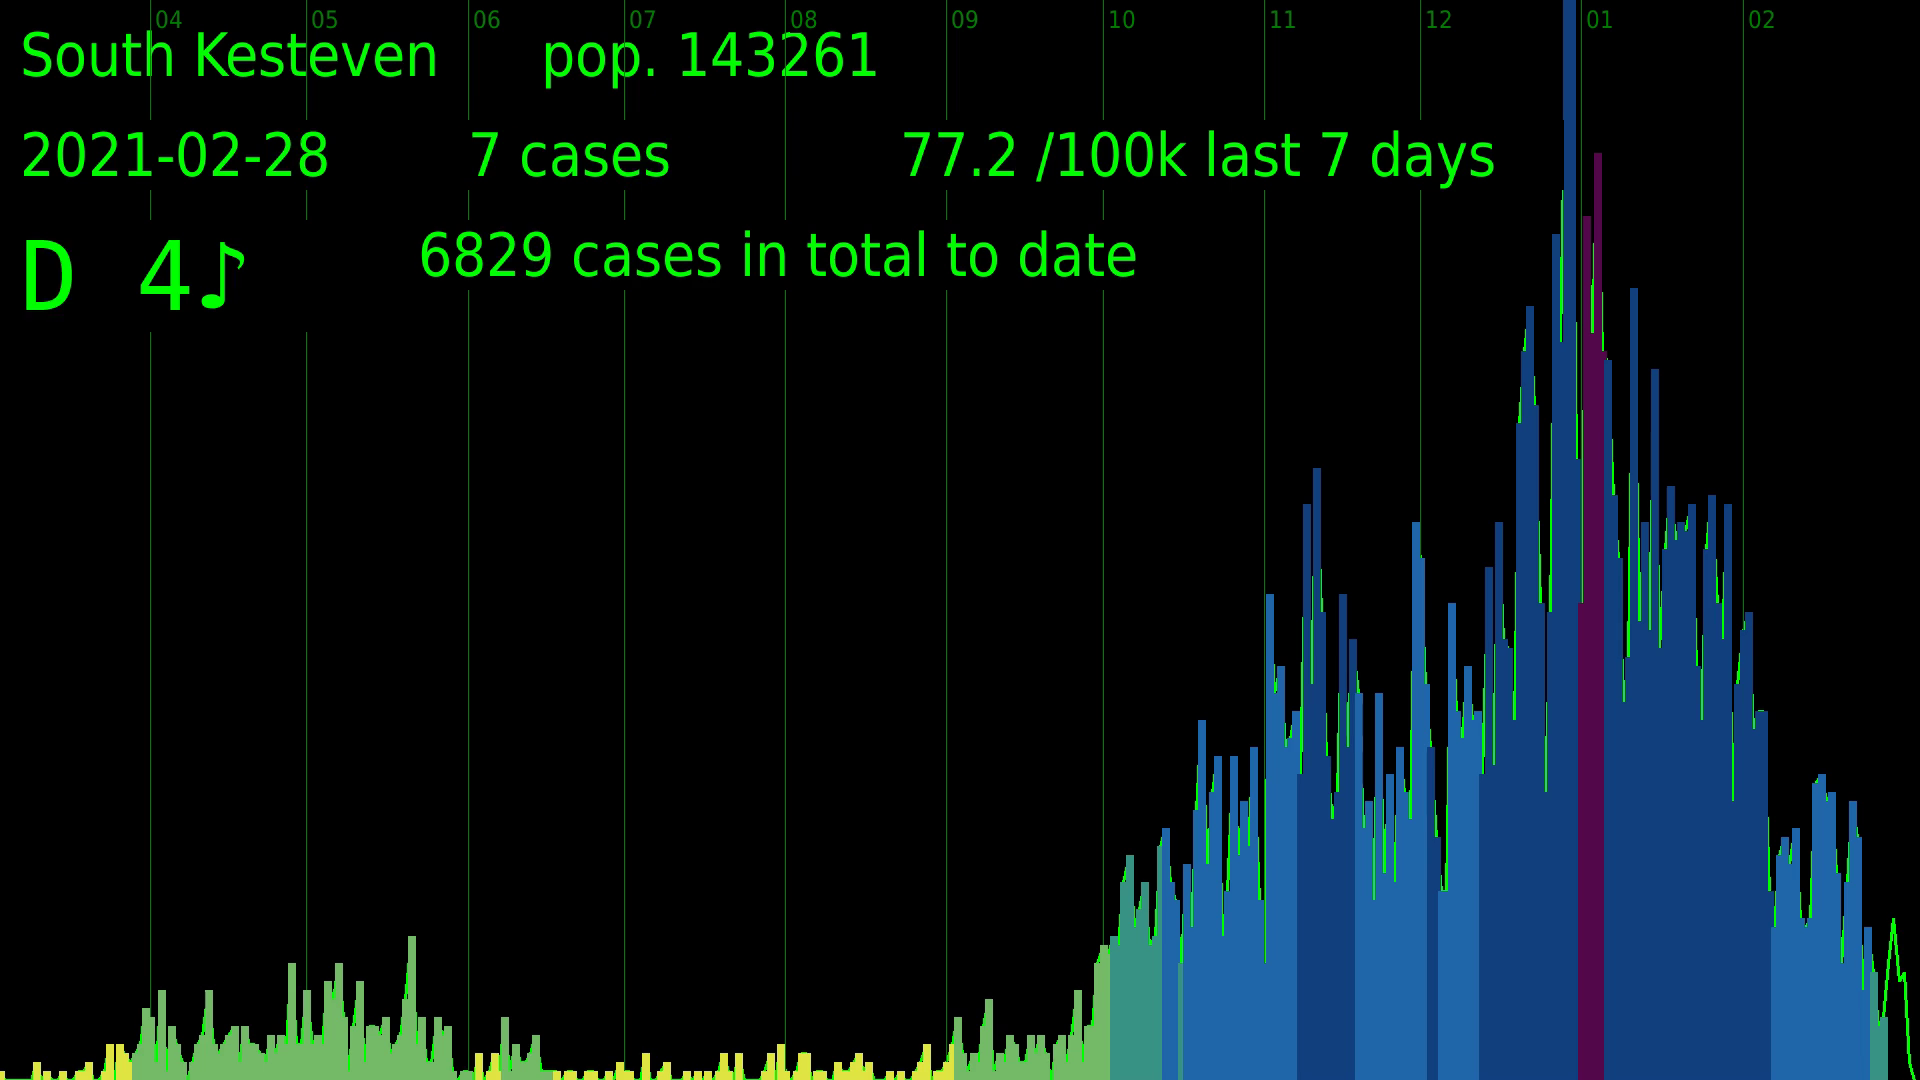 04 05 06 07 08 09 10 11 12 01 02
South Kesteven pop. 143261
2021-02-28 7 cases 77.2 /100k last 7 days
D 4♪ 6829 cases in total to date